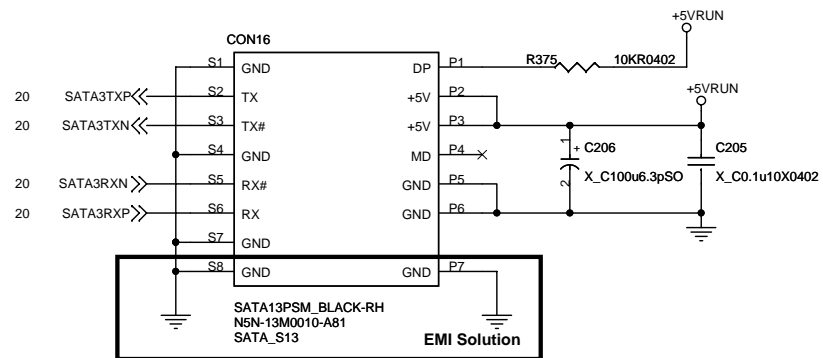 +5VRUN
CON16
S1 GND DP P1 R375 10KR0402
20 SATA3TXP S2 TX +5V P2 +5VRUN
20 SATA3TXN S3 TX# +5V P3
S4 GND MD P4 1 + C206 C205
20 SATA3RXN S5 RX# GND P5 2 X_C100u6.3pSO X_C0.1u10X0402
20 SATA3RXP S6 RX GND P6
S7 GND
S8 GND GND P7
SATA13PSM_BLACK-RH
N5N-13M0010-A81
SATA_S13 EMI Solution